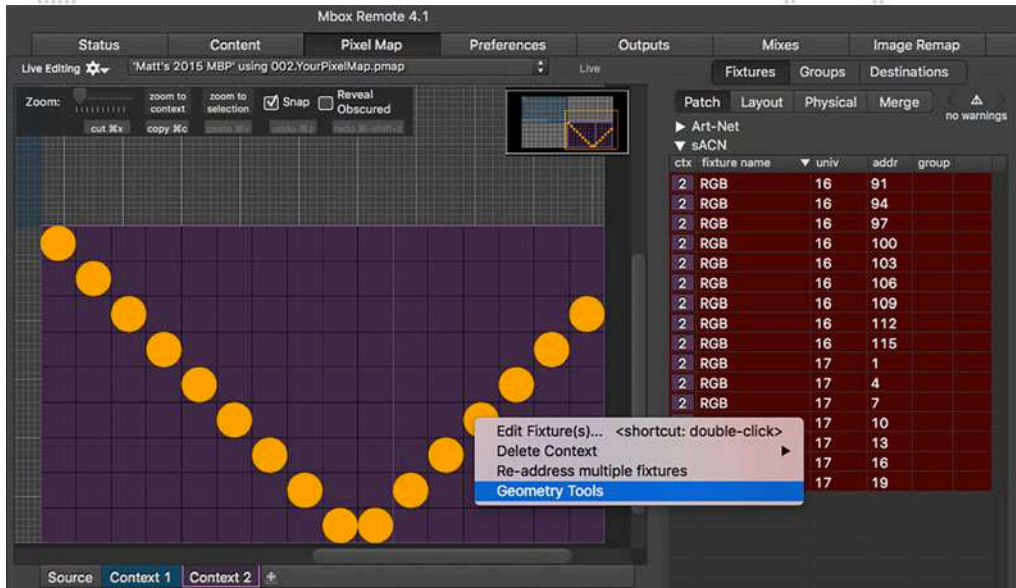 Mbox Remote 4.1
Status Content Pixel Map Preferences Outputs Mixes Image Remap
Live Editing 'Matt's 2015 MBP' using 002.YourPixelMap.pmap Live Fixtures Groups Destinations
Zoom: zoom to context zoom to selection Snap Reveal Obscured
cut ⌘x copy ⌘c paste ⌘v undo ⌘z redo ⌘-shift-z
Patch Layout Physical Merge no warnings
▶ Art-Net
▼ sACN
ctx fixture name ▼ univ addr group
2 RGB 16 91
2 RGB 16 94
2 RGB 16 97
2 RGB 16 100
2 RGB 16 103
2 RGB 16 106
2 RGB 16 109
2 RGB 16 112
2 RGB 16 115
2 RGB 17 1
2 RGB 17 4
2 RGB 17 7
17 10
17 13
17 16
17 19
Edit Fixture(s)... <shortcut: double-click>
Delete Context ▶
Re-address multiple fixtures
Geometry Tools
Source Context 1 Context 2 +